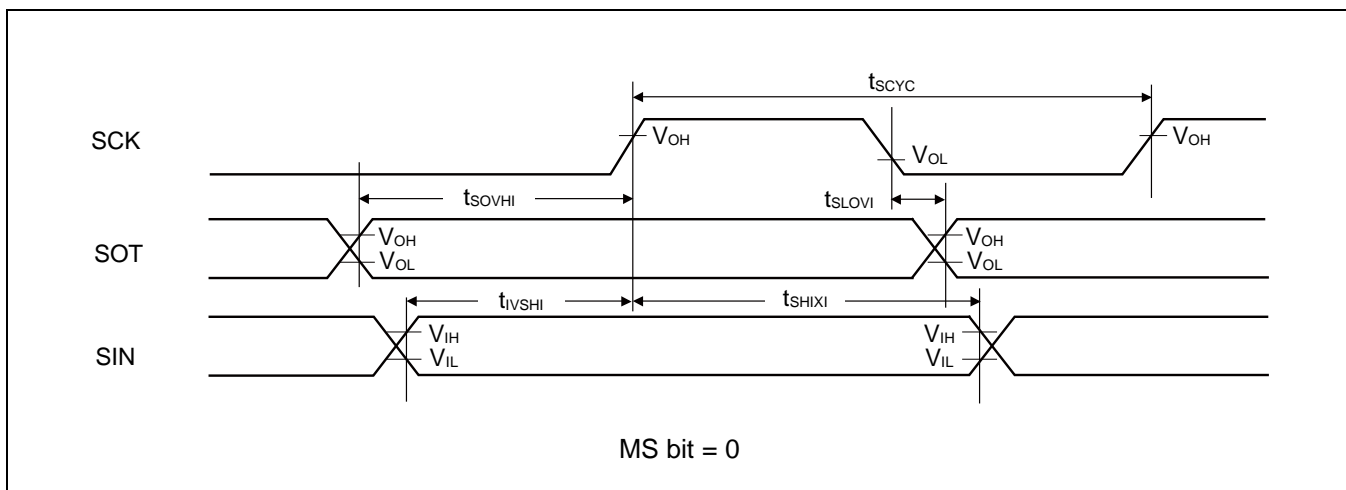 tSCYC
SCK
VOH
VOL
VOH
tSOVHI
tSLOVI
SOT
VOH
VOL
VOH
VOL
tIVSHI
tSHIXI
SIN
VIH
VIL
VIH
VIL
MS bit = 0